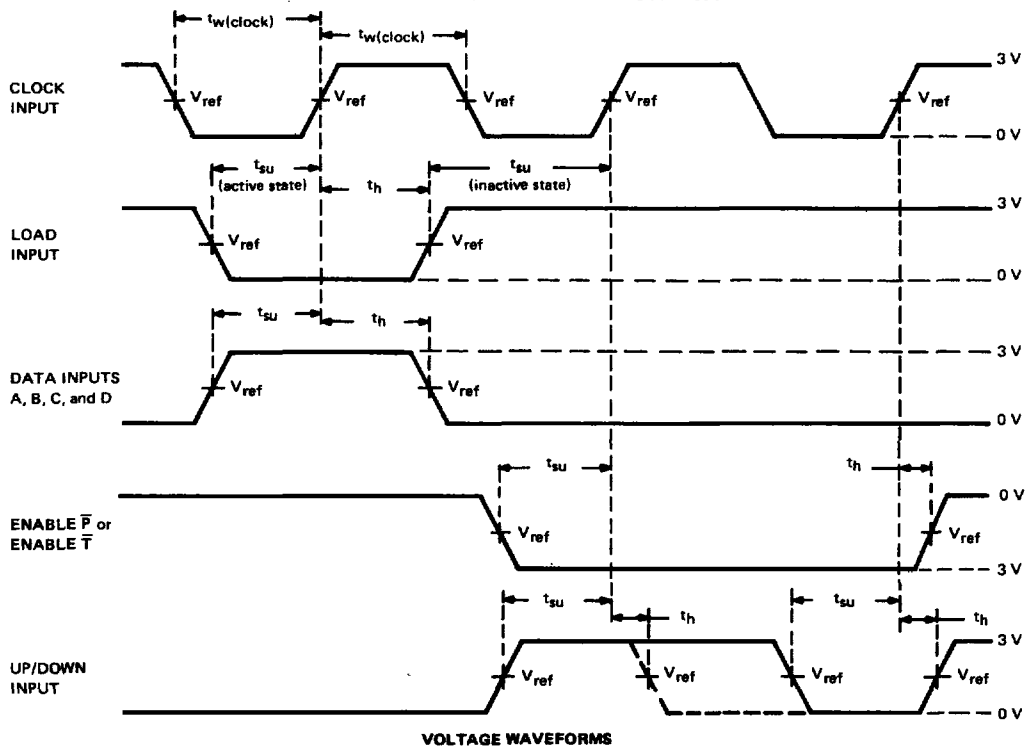 tw(clock)
tw(clock)
CLOCK
INPUT
Vref
Vref
Vref
Vref
Vref
3 V
0 V
tsu
(active state)
th
tsu
(inactive state)
LOAD
INPUT
Vref
Vref
3 V
0 V
tsu
th
DATA INPUTS
A, B, C, and D
Vref
Vref
3 V
0 V
tsu
th
ENABLE P̅ or
ENABLE T̅
Vref
Vref
0 V
3 V
tsu
th
tsu
th
UP/DOWN
INPUT
Vref
Vref
Vref
Vref
3 V
0 V
VOLTAGE WAVEFORMS